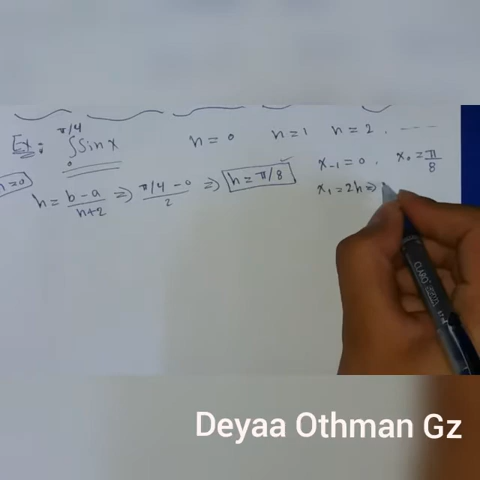 Ex: ∫₀^{π/4} Sin x    n = 0    n = 1    n = 2, ----
n=0    h = b-a/n+2 ⇒ π/4 - 0/2 ⇒ h = π/8 ✓
x₋₁ = 0,    x₀ = π/8
x₁ = 2h ⇒
CLARO
Deyaa Othman Gz